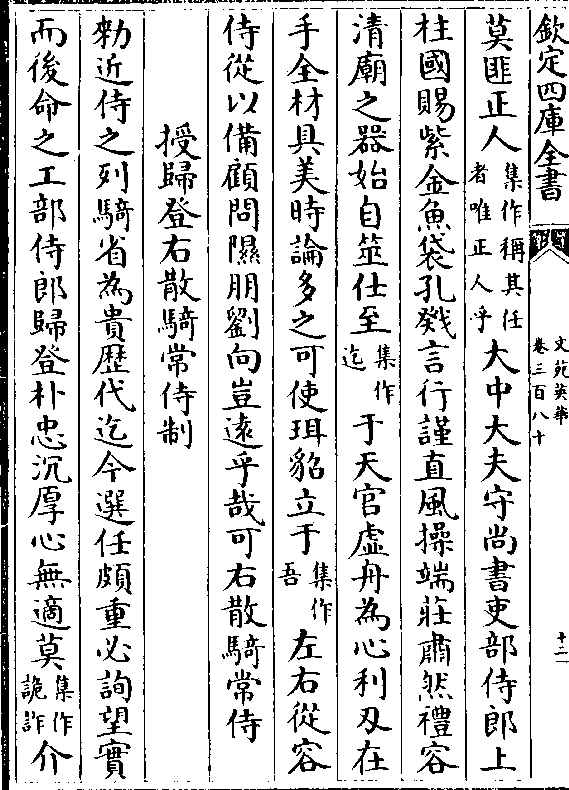 欽定四庫全書
文苑英華
卷三百八十
十二
莫匪正人集作稱其任者唯正人乎大中大夫守尚書吏部侍郎上
柱國賜紫金魚袋孔戣言行謹直風操端莊肅然禮容
清廟之器始自筮仕至集作迄于天官虛舟為心利刄在
手全材具美時論多之可使珥貂立于集作吾左右從容
侍從以備顧問隰朋劉向豈遠乎哉可右散騎常侍
授歸登右散騎常侍制
勑近侍之列騎省為貴歴代迄今選任頗重必詢望實
而後命之工部侍郎歸登朴忠沉厚心無適莫集作詭詐介